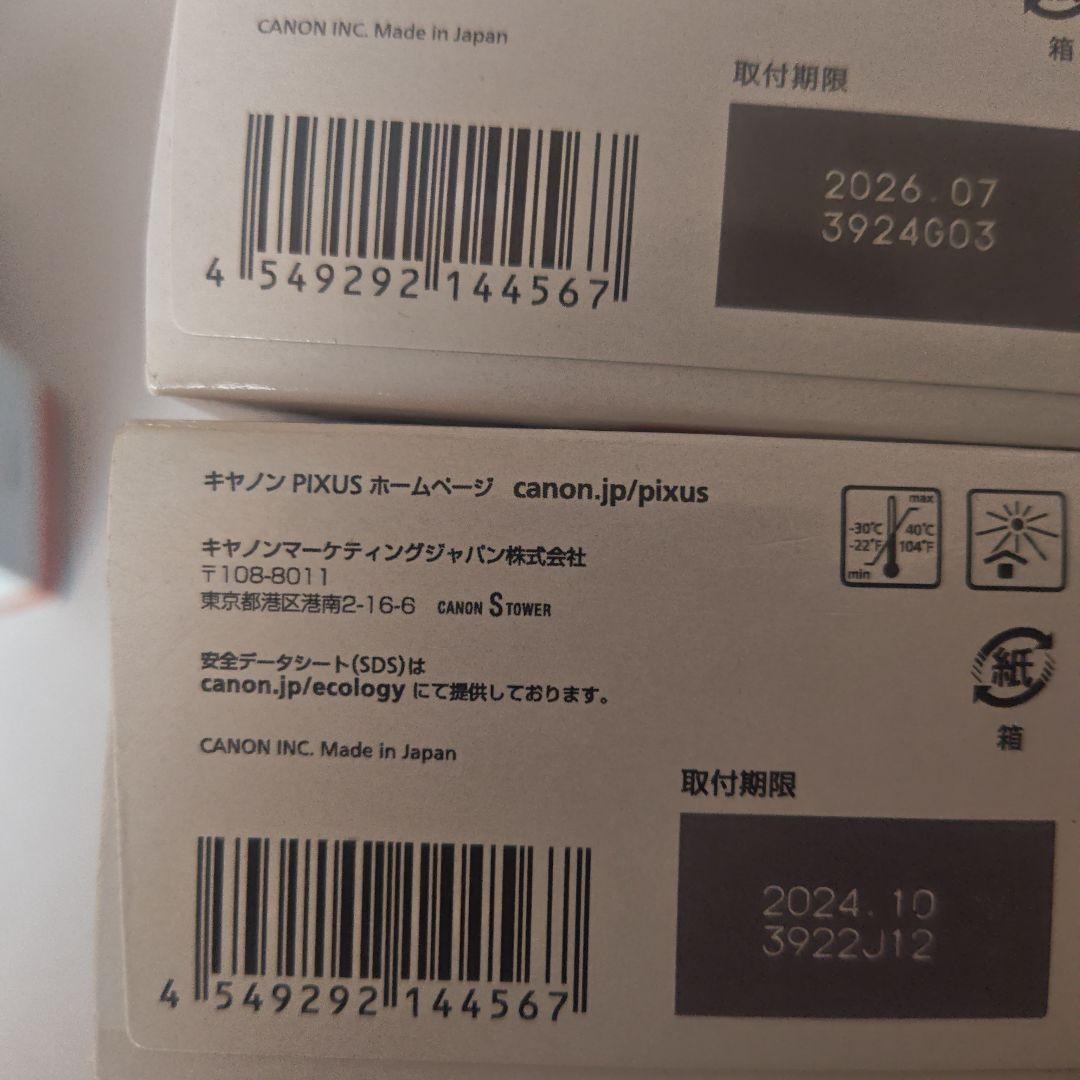 CANON INC. Made in Japan
箱
取付期限
2026.07
3924G03
4 549292 144567
キヤノン PIXUS ホームページ canon.jp/pixus
キヤノンマーケティングジャパン株式会社
〒108-8011
東京都港区港南2-16-6 CANON S TOWER
安全データシート(SDS)は
canon.jp/ecology にて提供しております。
CANON INC. Made in Japan
max
-30℃ 40℃
-22°F 104°F
min
紙
箱
取付期限
2024.10
3922J12
4 549292 144567